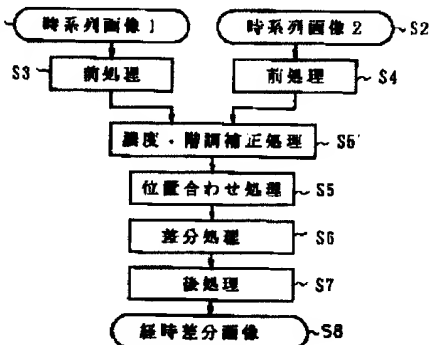 時系列画像 1 時系列画像 2 S2
S3 前処理 前処理 S4
濃度・階調補正処理 S5'
位置合わせ処理 S5
差分処理 S6
後処理 S7
経時差分画像 S8